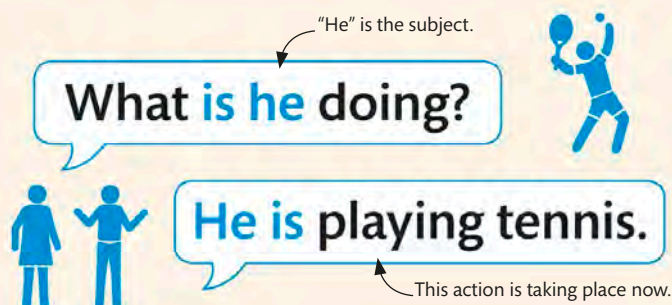 "He" is the subject.
What is he doing?
He is playing tennis.
This action is taking place now.